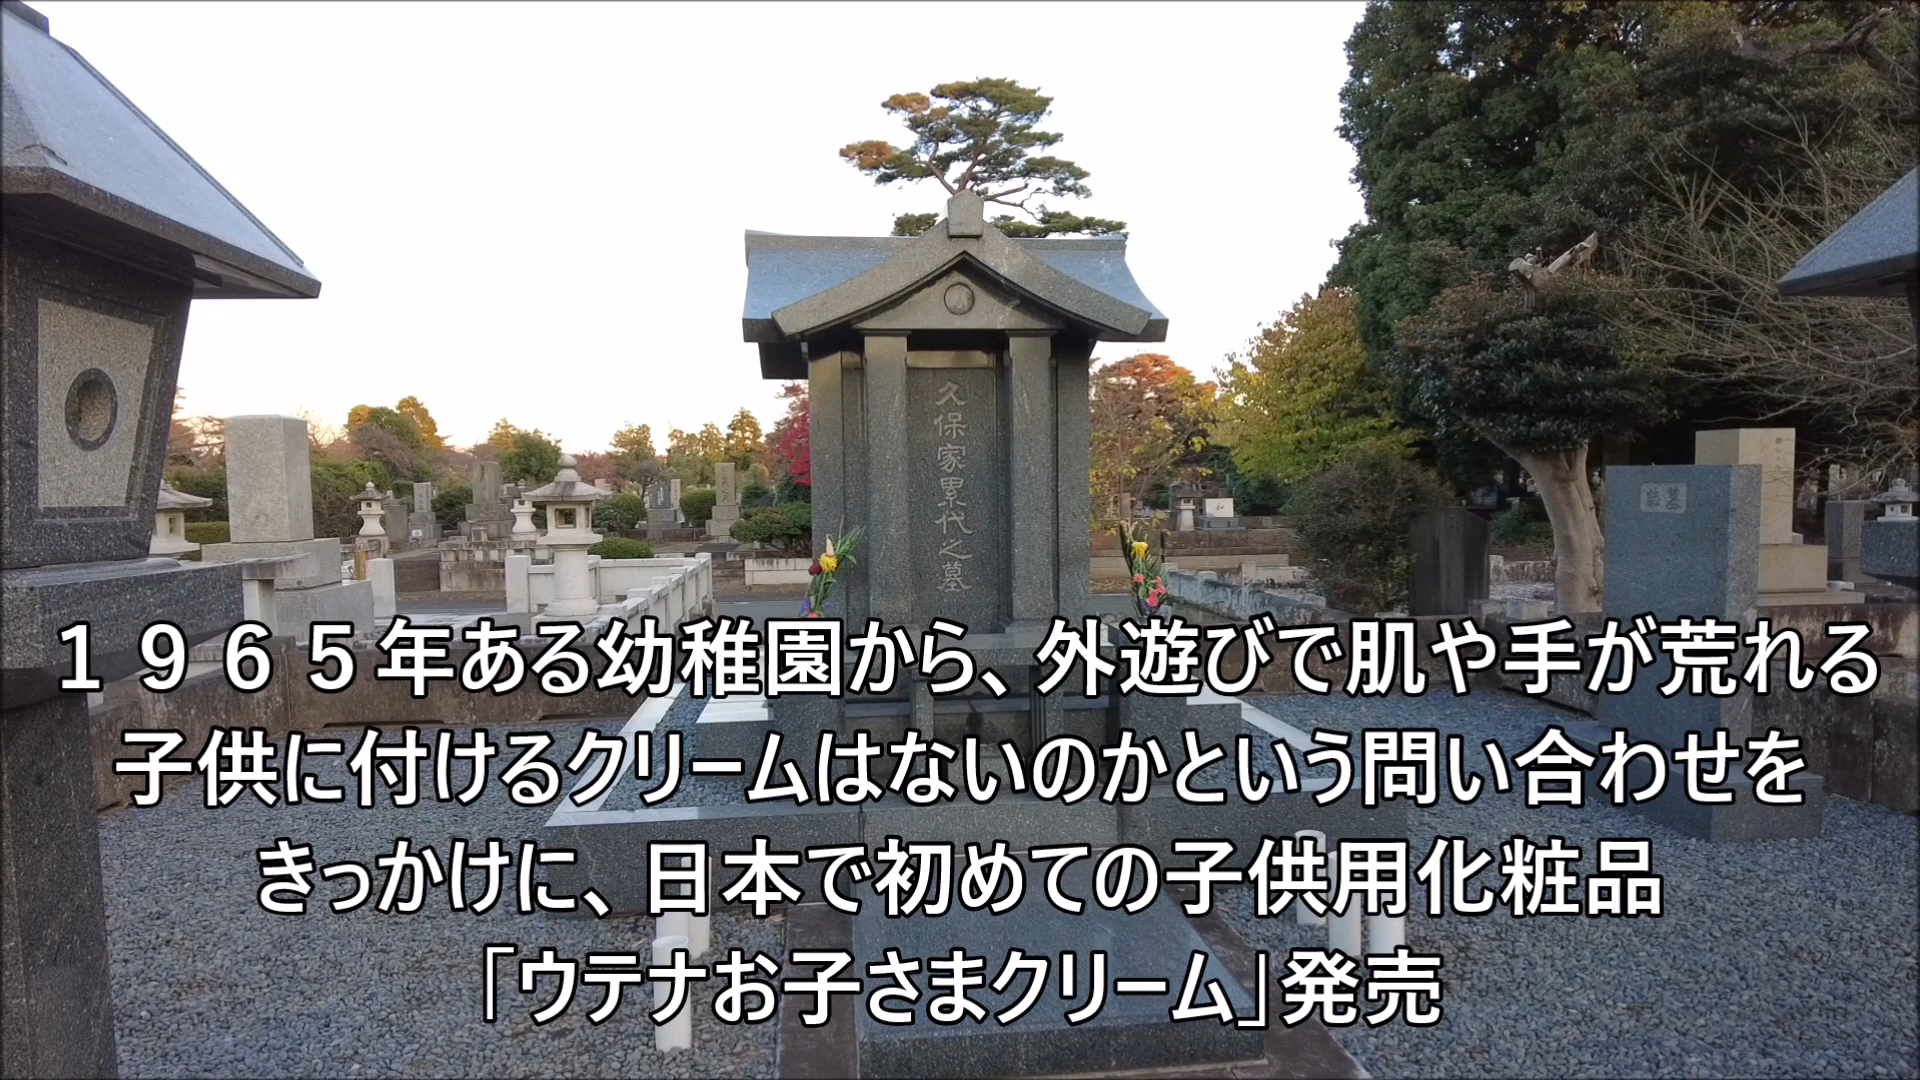 久保家累代之墓
１９６５年ある幼稚園から、外遊びで肌や手が荒れる
子供に付けるクリームはないのかという問い合わせを
きっかけに、日本で初めての子供用化粧品
「ウテナお子さまクリーム」発売